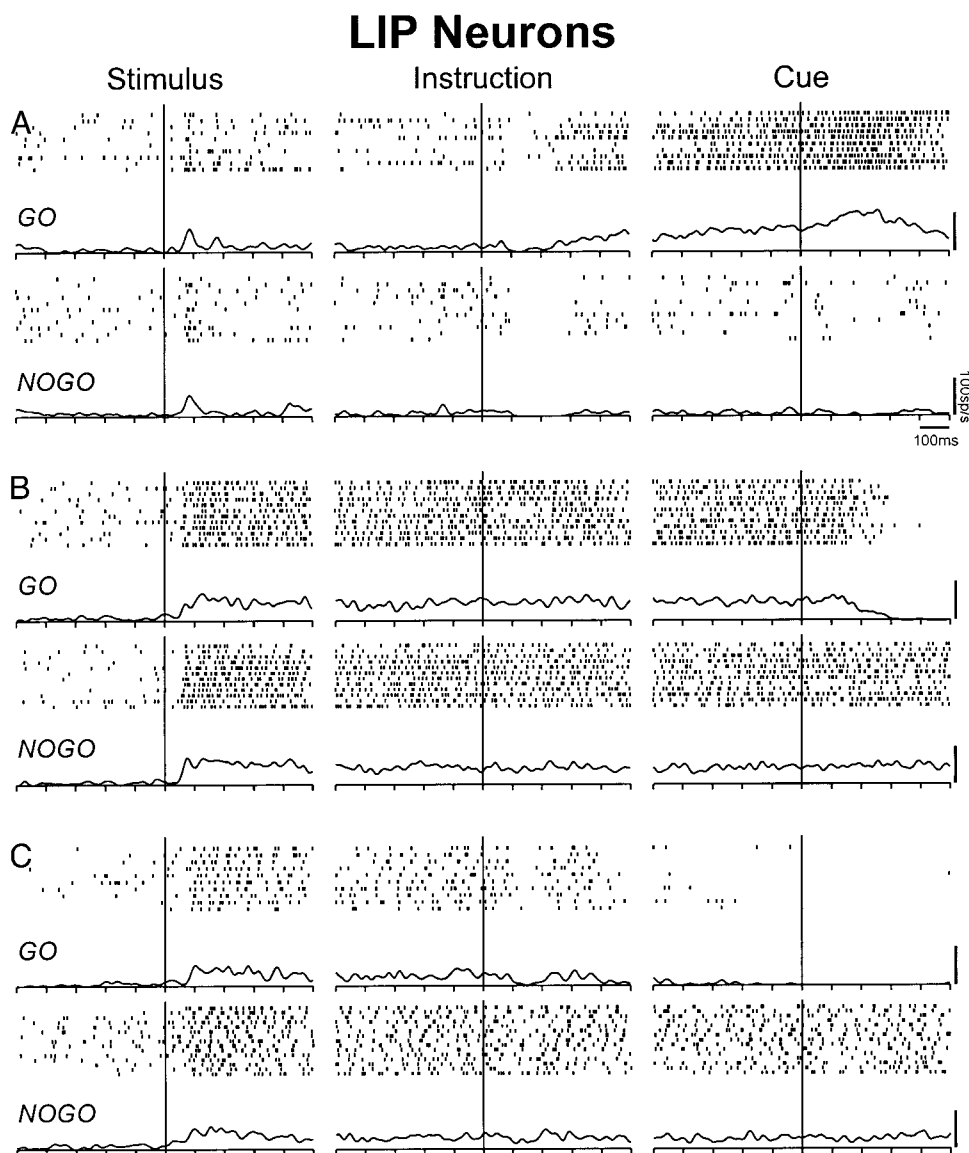 LIP Neurons
Stimulus Instruction Cue
A
GO
NOGO
100sp/s
100ms
B
GO
NOGO
C
GO
NOGO